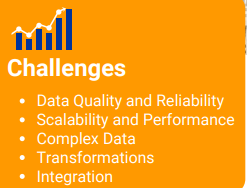 Challenges
• Data Quality and Reliability
• Scalability and Performance
• Complex Data
• Transformations
• Integration